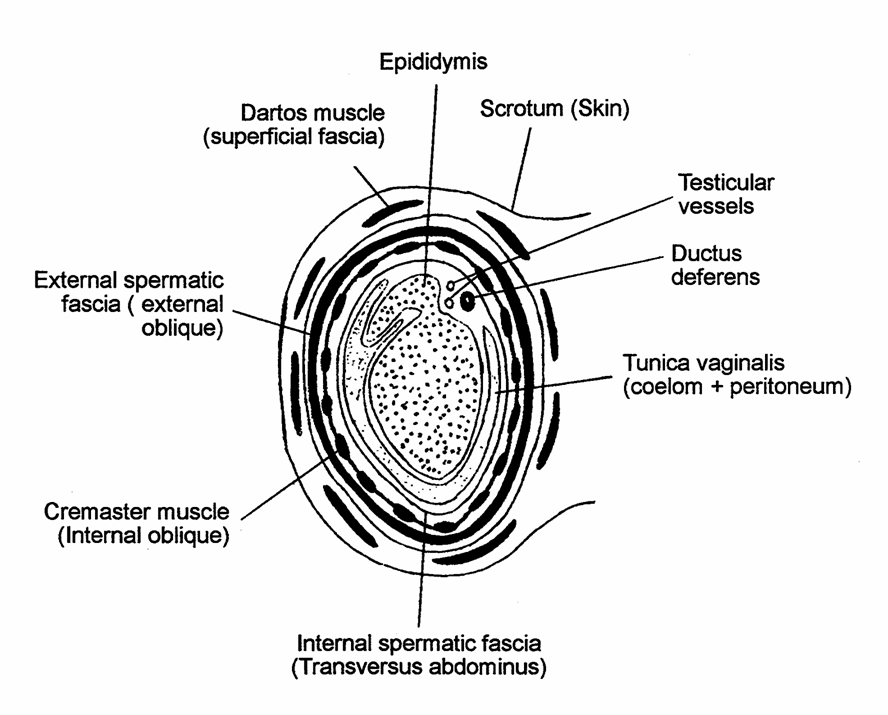 Epididymis
Dartos muscle
(superficial fascia)
Scrotum (Skin)
Testicular
vessels
Ductus
deferens
External spermatic
fascia ( external
oblique)
Tunica vaginalis
(coelom + peritoneum)
Cremaster muscle
(Internal oblique)
Internal spermatic fascia
(Transversus abdominus)